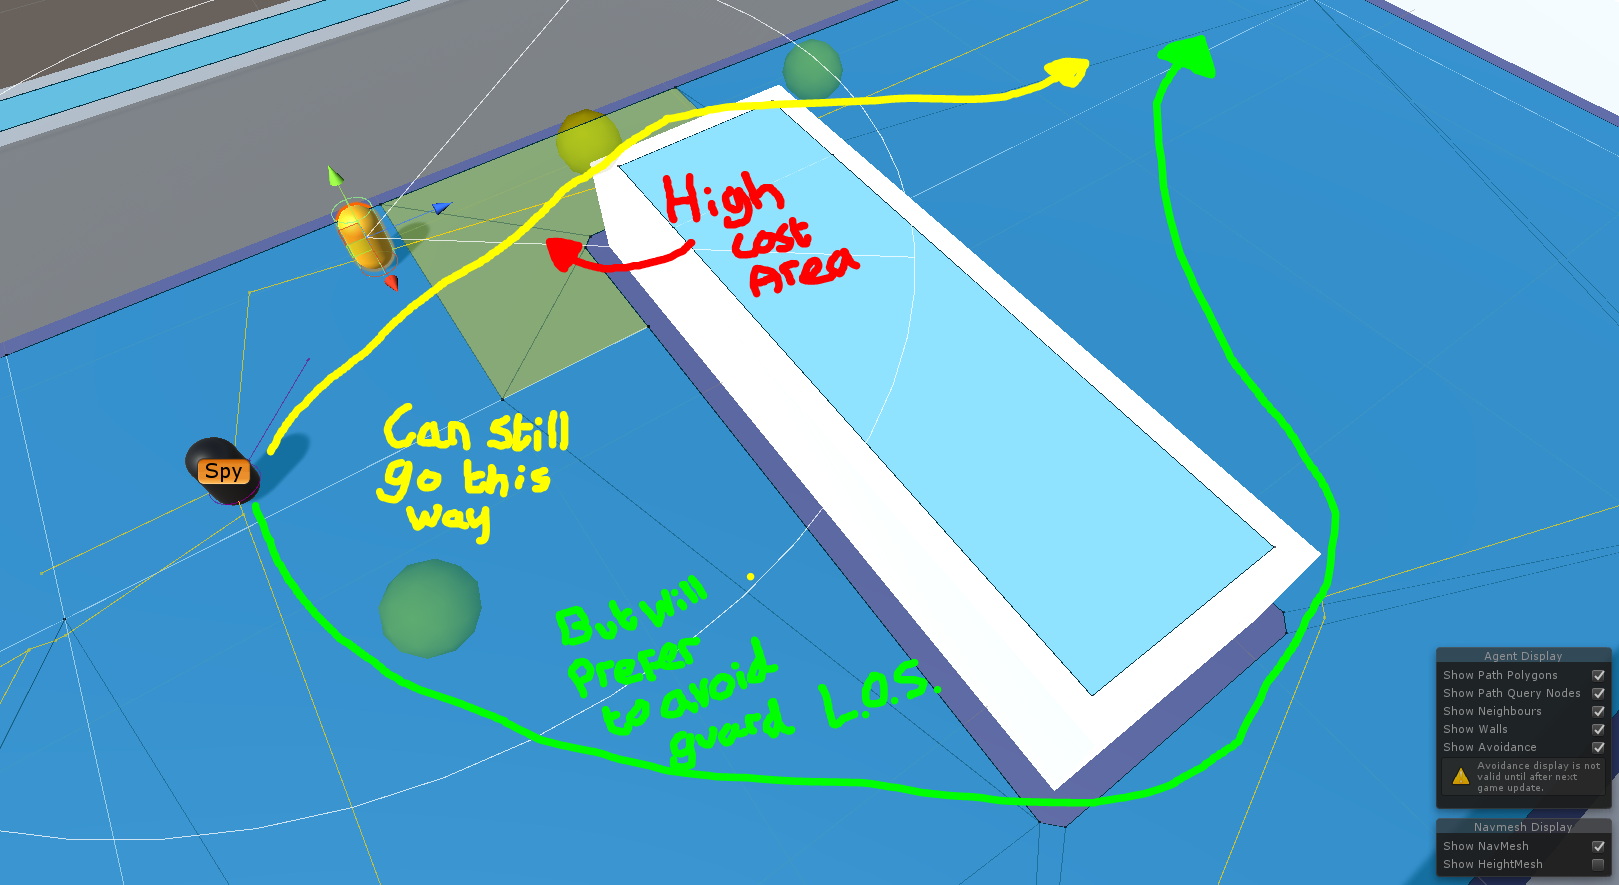 High
Cost
Area
Can still
go this
way
Spy
But will
Prefer
to avoid
guard L.O.S.
Agent Display
Show Path Polygons
Show Path Query Nodes
Show Neighbours
Show Walls
Show Avoidance
Avoidance display is not
valid until after next
game update.
Navmesh Display
Show NavMesh
Show HeightMesh